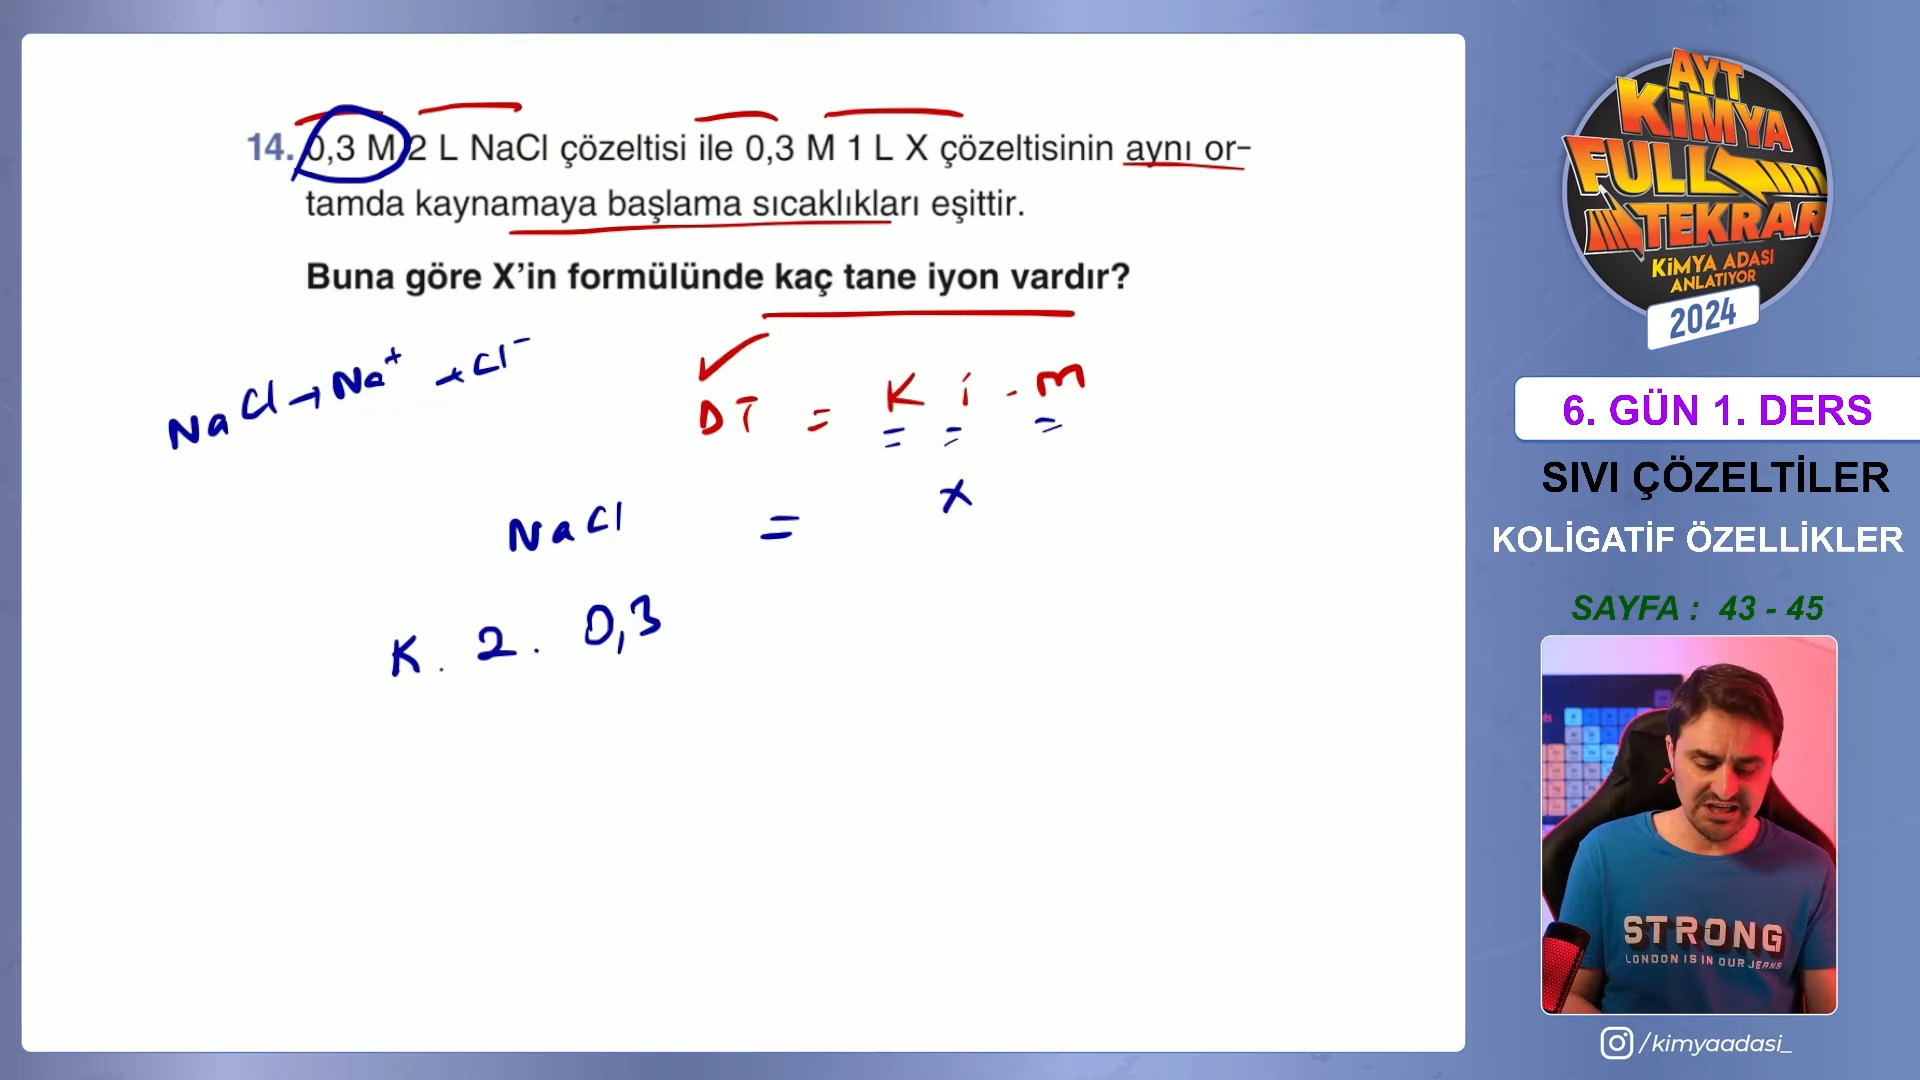 14. 0,3 M 2 L NaCl çözeltisi ile 0,3 M 1 L X çözeltisinin aynı or-
tamda kaynamaya başlama sıcaklıkları eşittir.
Buna göre X'in formülünde kaç tane iyon vardır?
NaCl → Na⁺ + Cl⁻
DT = K i . m
NaCl = X
K . 2 . 0,3
AYT
KİMYA
FULL
TEKRAR
KİMYA ADASI
ANLATIYOR
2024
6. GÜN 1. DERS
SIVI ÇÖZELTİLER
KOLİGATİF ÖZELLİKLER
SAYFA : 43 - 45
STRONG
LONDON IS IN OUR JEANS
/kimyaadasi_